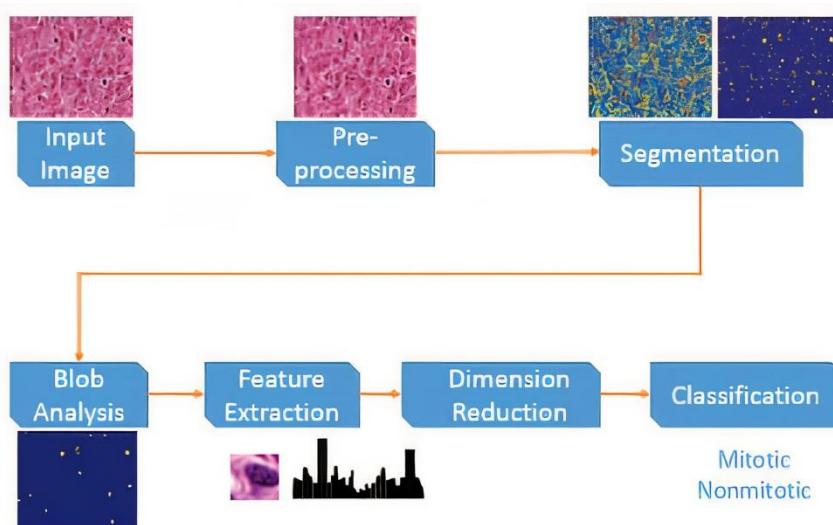 Input
Image
Pre-
processing
Segmentation
Blob
Analysis
Feature
Extraction
Dimension
Reduction
Classification
Mitotic
Nonmitotic